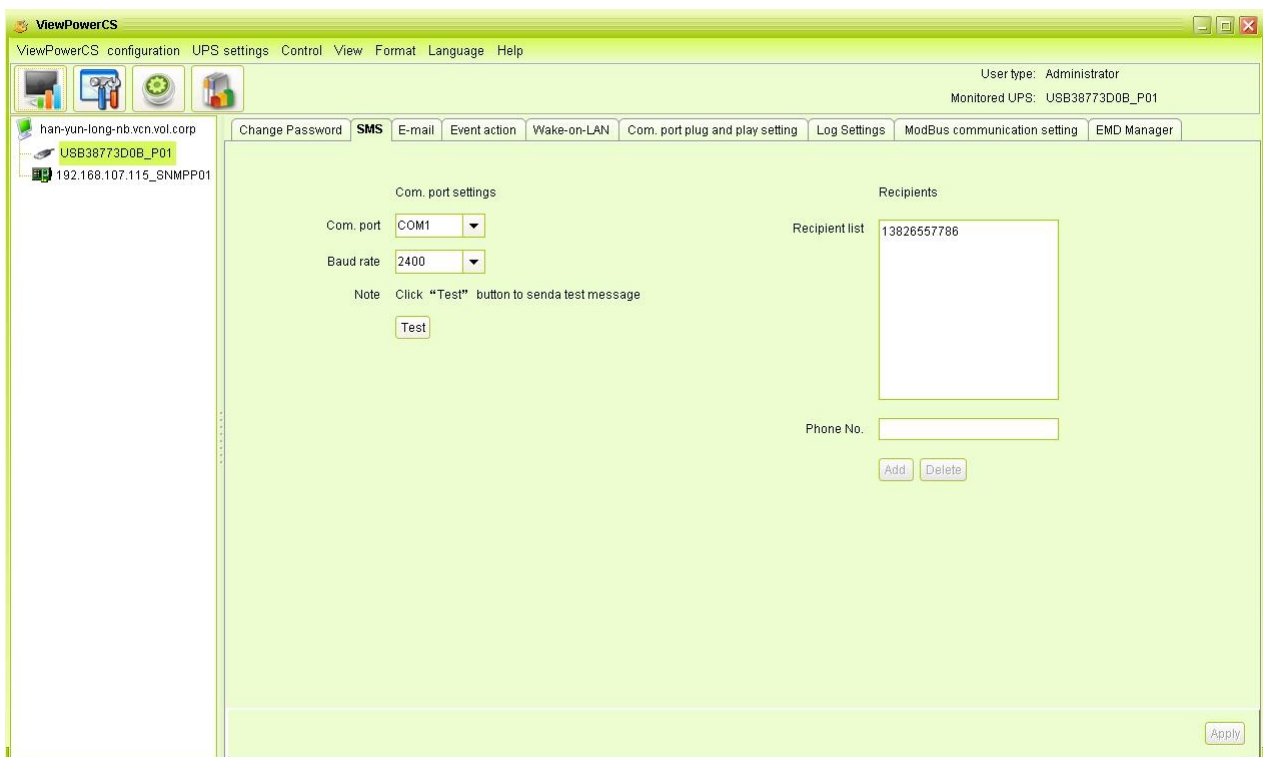 ViewPowerCS
ViewPowerCS configuration UPS settings Control View Format Language Help
User type: Administrator
Monitored UPS: USB38773D0B_P01
han-yun-long-nb.vcn.vol.corp
USB38773D0B_P01
192.168.107.115_SNMPP01
Change Password SMS E-mail Event action Wake-on-LAN Com. port plug and play setting Log Settings ModBus communication setting EMD Manager
Com. port settings
Com. port COM1
Baud rate 2400
Note Click “Test” button to senda test message
Test
Recipients
Recipient list 13826557786
Phone No.
Add Delete
Apply